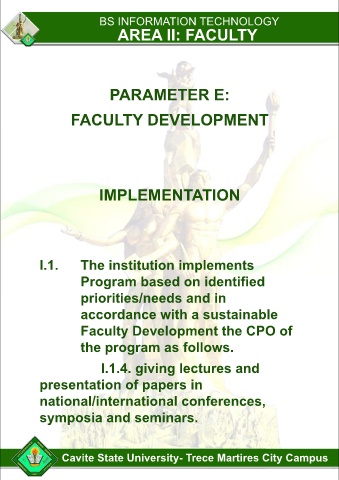 BS INFORMATION TECHNOLOGY
AREA II: FACULTY
PARAMETER E:
FACULTY DEVELOPMENT
IMPLEMENTATION
I.1. The institution implements
Program based on identified
priorities/needs and in
accordance with a sustainable
Faculty Development the CPO of
the program as follows.
I.1.4. giving lectures and
presentation of papers in
national/international conferences,
symposia and seminars.
Cavite State University- Trece Martires City Campus